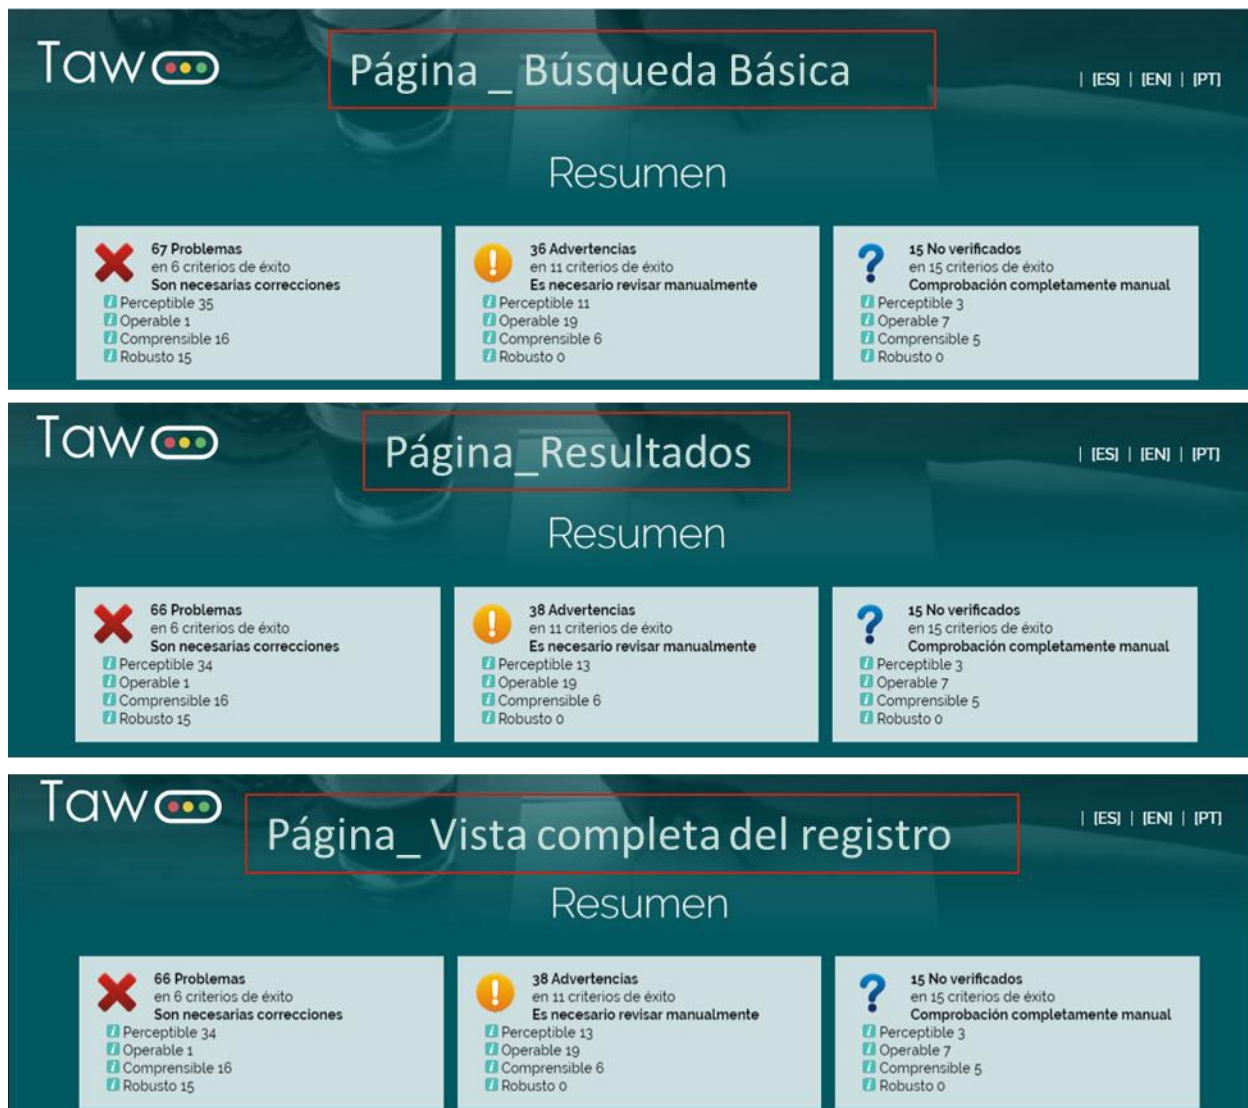 Taw
Página _ Búsqueda Básica
| [ES] | [EN] | [PT]
Resumen
67 Problemas
en 6 criterios de éxito
Son necesarias correcciones
Perceptible 35
Operable 1
Comprensible 16
Robusto 15
36 Advertencias
en 11 criterios de éxito
Es necesario revisar manualmente
Perceptible 11
Operable 19
Comprensible 6
Robusto 0
15 No verificados
en 15 criterios de éxito
Comprobación completamente manual
Perceptible 3
Operable 7
Comprensible 5
Robusto 0
Taw
Página_Resultados
| [ES] | [EN] | [PT]
Resumen
66 Problemas
en 6 criterios de éxito
Son necesarias correcciones
Perceptible 34
Operable 1
Comprensible 16
Robusto 15
38 Advertencias
en 11 criterios de éxito
Es necesario revisar manualmente
Perceptible 13
Operable 19
Comprensible 6
Robusto 0
15 No verificados
en 15 criterios de éxito
Comprobación completamente manual
Perceptible 3
Operable 7
Comprensible 5
Robusto 0
Taw
Página_ Vista completa del registro
| [ES] | [EN] | [PT]
Resumen
66 Problemas
en 6 criterios de éxito
Son necesarias correcciones
Perceptible 34
Operable 1
Comprensible 16
Robusto 15
38 Advertencias
en 11 criterios de éxito
Es necesario revisar manualmente
Perceptible 13
Operable 19
Comprensible 6
Robusto 0
15 No verificados
en 15 criterios de éxito
Comprobación completamente manual
Perceptible 3
Operable 7
Comprensible 5
Robusto 0